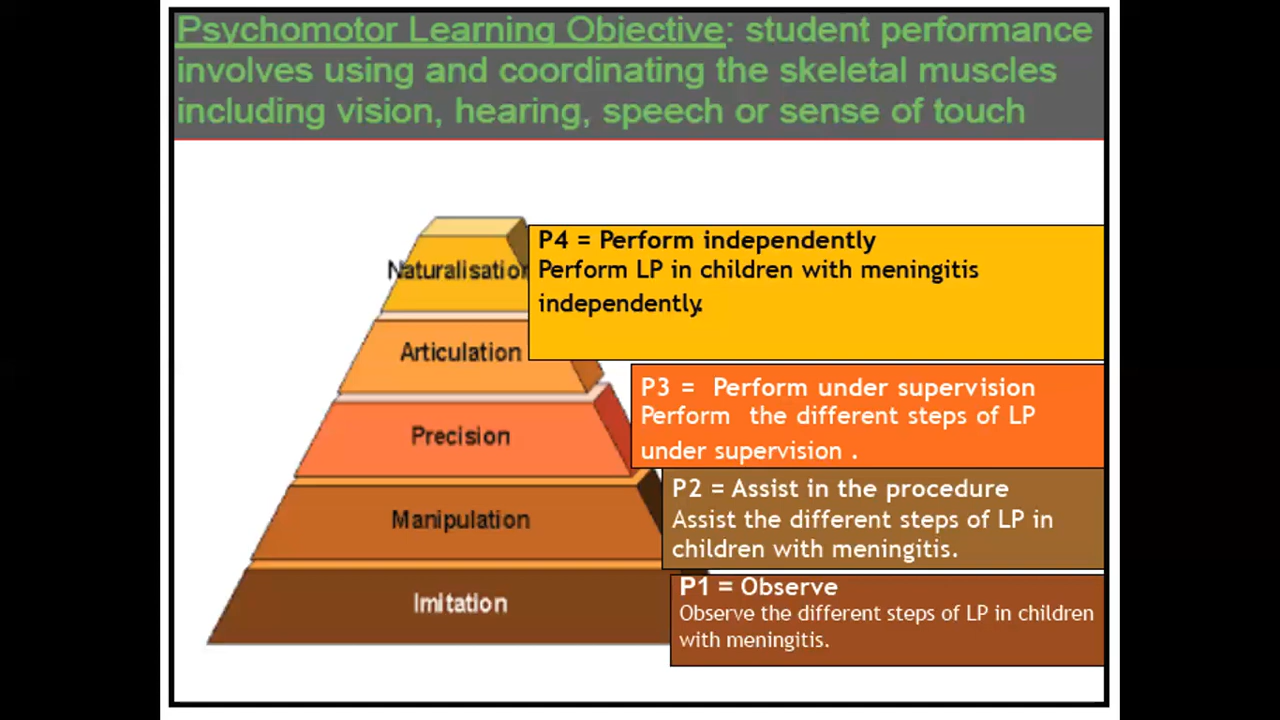 Psychomotor Learning Objective: student performance
involves using and coordinating the skeletal muscles
including vision, hearing, speech or sense of touch
Naturalisation
P4 = Perform independently
Perform LP in children with meningitis
independently.
Articulation
P3 = Perform under supervision
Perform the different steps of LP
under supervision .
Precision
P2 = Assist in the procedure
Assist the different steps of LP in
children with meningitis.
Manipulation
P1 = Observe
Observe the different steps of LP in children
with meningitis.
Imitation